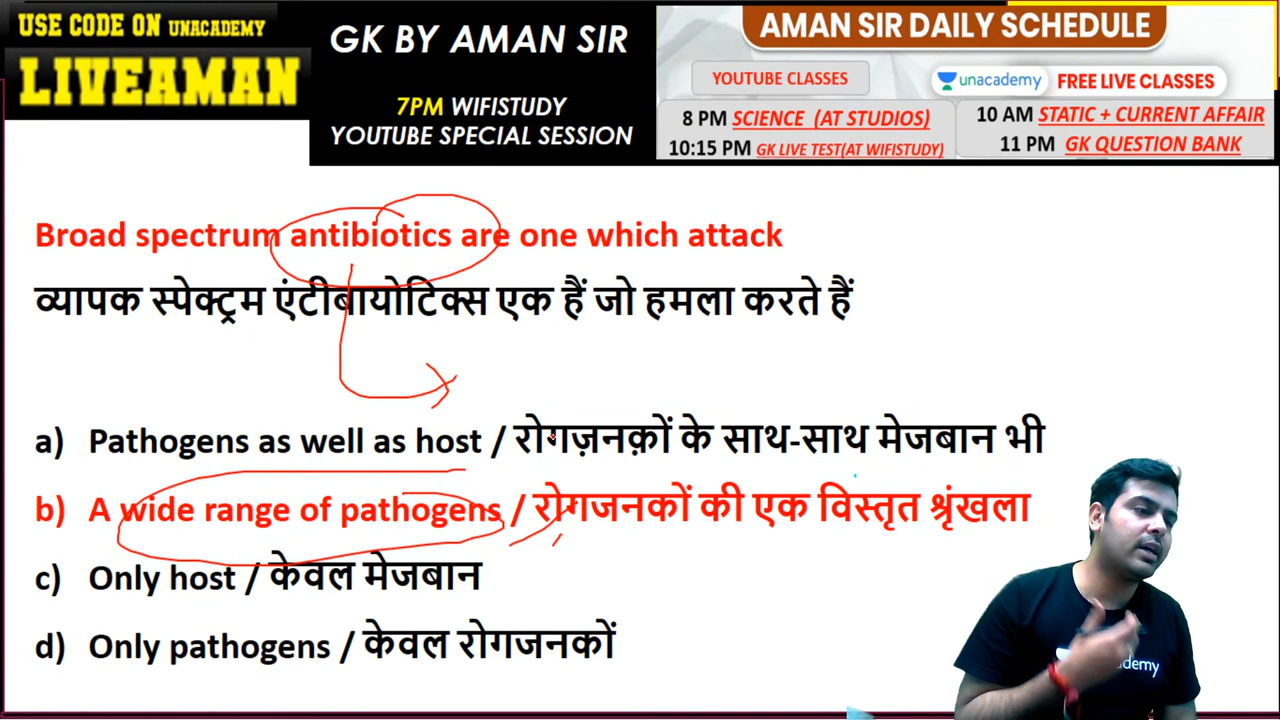 USE CODE ON UNACADEMY
LIVEAMAN
GK BY AMAN SIR
7PM WIFISTUDY
YOUTUBE SPECIAL SESSION
AMAN SIR DAILY SCHEDULE
YOUTUBE CLASSES
unacademy FREE LIVE CLASSES
8 PM SCIENCE (AT STUDIOS)
10:15 PM GK LIVE TEST(AT WIFISTUDY)
10 AM STATIC + CURRENT AFFAIR
11 PM GK QUESTION BANK
Broad spectrum antibiotics are one which attack
व्यापक स्पेक्ट्रम एंटीबायोटिक्स एक हैं जो हमला करते हैं
a) Pathogens as well as host / रोगज़नक़ों के साथ-साथ मेजबान भी
b) A wide range of pathogens / रोगजनकों की एक विस्तृत श्रृंखला
c) Only host / केवल मेजबान
d) Only pathogens / केवल रोगजनकों